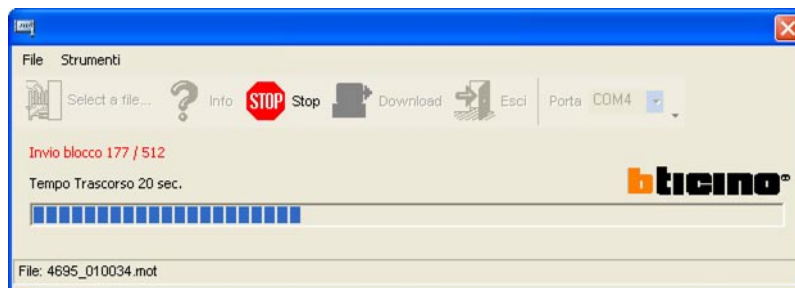 File Strumenti
Select a file... Info STOP Stop Download Esci Porta COM4
Invio blocco 177 / 512
Tempo Trascorso 20 sec.
bticino®
File: 4695_010034.mot